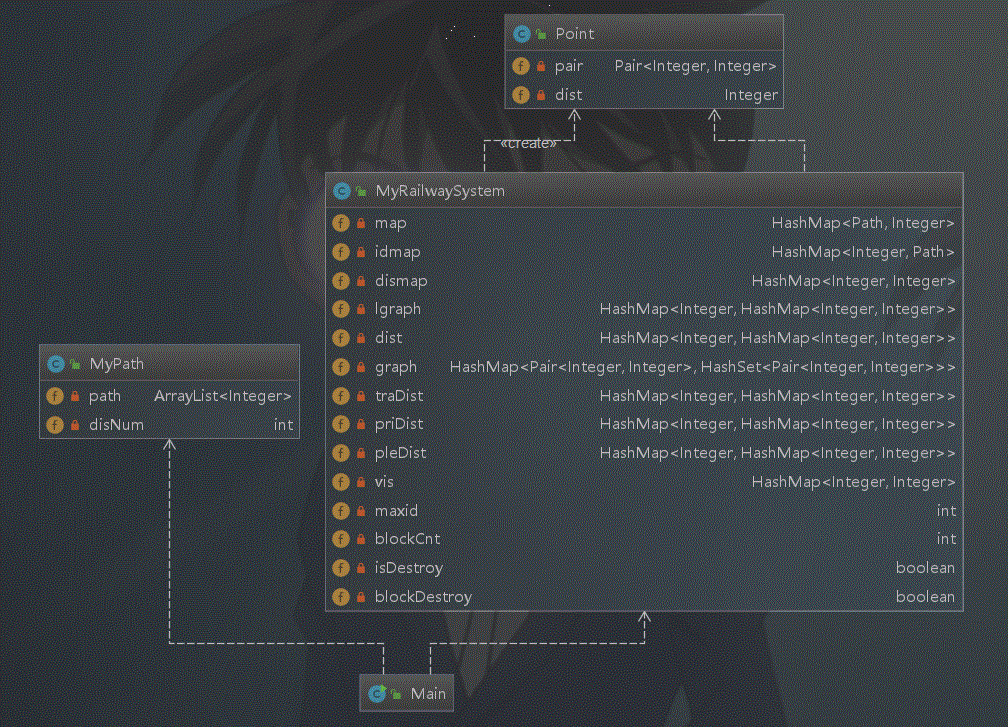 Point
pair Pair<Integer, Integer>
dist Integer
«create»
MyRailwaySystem
map HashMap<Path, Integer>
idmap HashMap<Integer, Path>
dismap HashMap<Integer, Integer>
lgraph HashMap<Integer, HashMap<Integer, Integer>>
dist HashMap<Integer, HashMap<Integer, Integer>>
graph HashMap<Pair<Integer, Integer>, HashSet<Pair<Integer, Integer>>>
traDist HashMap<Integer, HashMap<Integer, Integer>>
priDist HashMap<Integer, HashMap<Integer, Integer>>
pleDist HashMap<Integer, HashMap<Integer, Integer>>
vis HashMap<Integer, Integer>
maxid int
blockCnt int
isDestroy boolean
blockDestroy boolean
MyPath
path ArrayList<Integer>
disNum int
Main